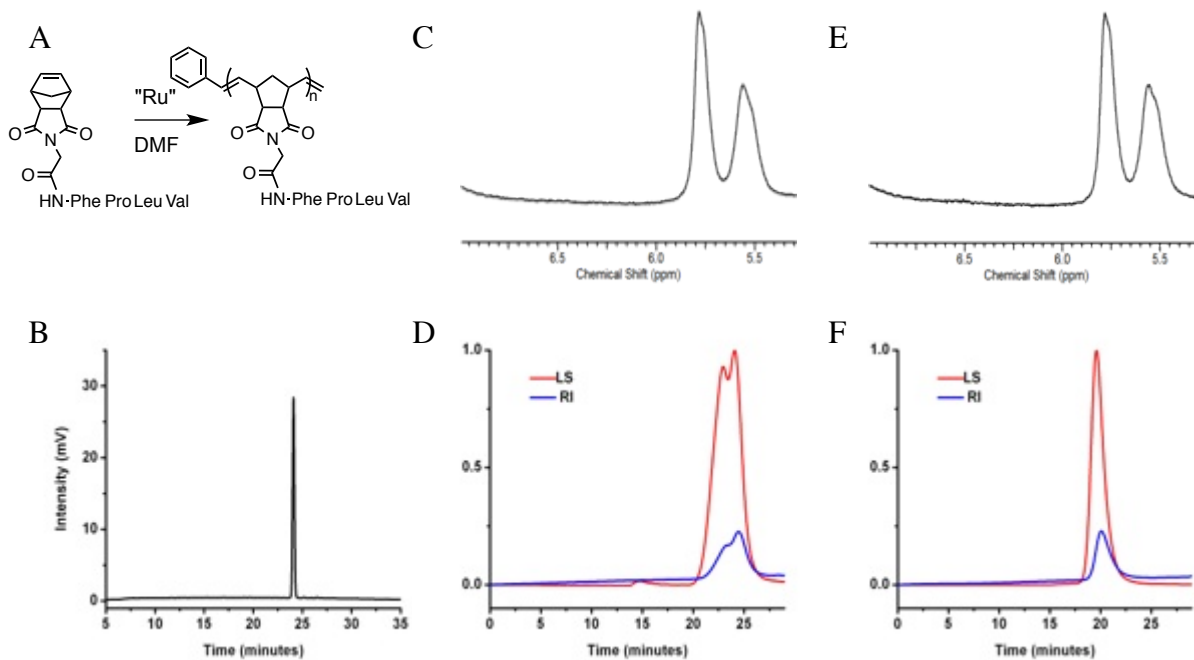 A
"Ru"
DMF
n
O
N
O
O
HN-Phe Pro Leu Val
O
N
O
O
HN-Phe Pro Leu Val
C
6.5
6.0
5.5
Chemical Shift (ppm)
E
6.5
6.0
5.5
Chemical Shift (ppm)
B
30
20
10
0
Intensity (mV)
5
10
15
20
25
30
35
Time (minutes)
D
1.0
0.5
0.0
LS
RI
0
5
10
15
20
25
Time (minutes)
F
1.0
0.5
0.0
LS
RI
0
5
10
15
20
25
Time (minutes)